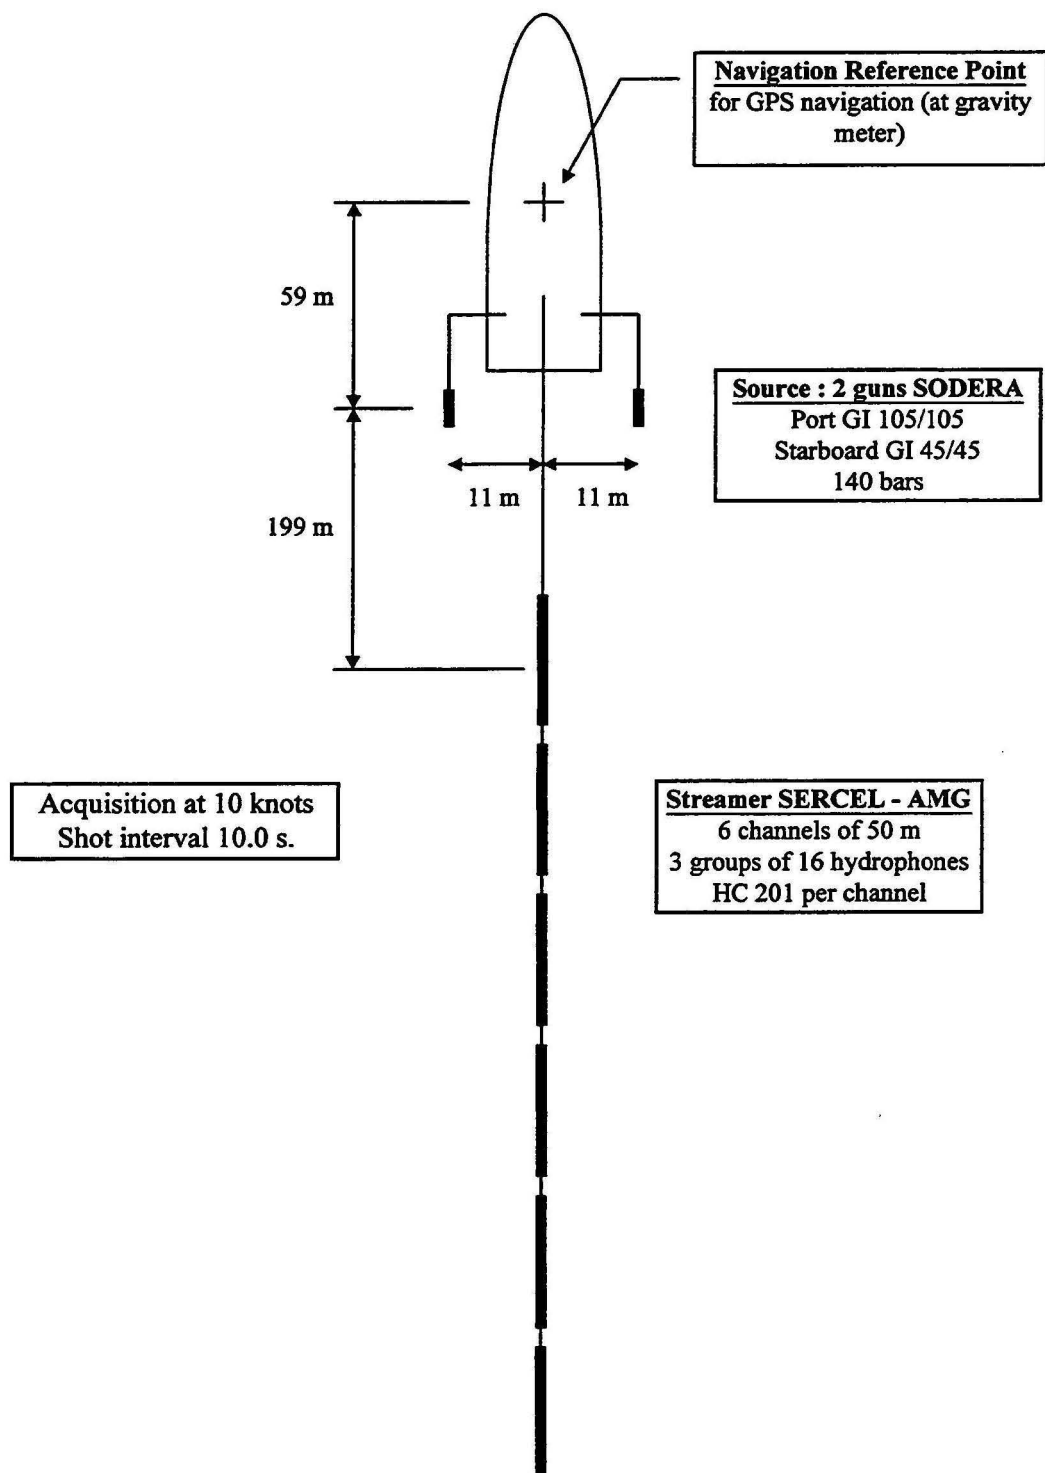 Navigation Reference Point
for GPS navigation (at gravity
meter)
59 m
Source : 2 guns SODERA
Port GI 105/105
Starboard GI 45/45
140 bars
11 m
11 m
199 m
Acquisition at 10 knots
Shot interval 10.0 s.
Streamer SERCEL - AMG
6 channels of 50 m
3 groups of 16 hydrophones
HC 201 per channel